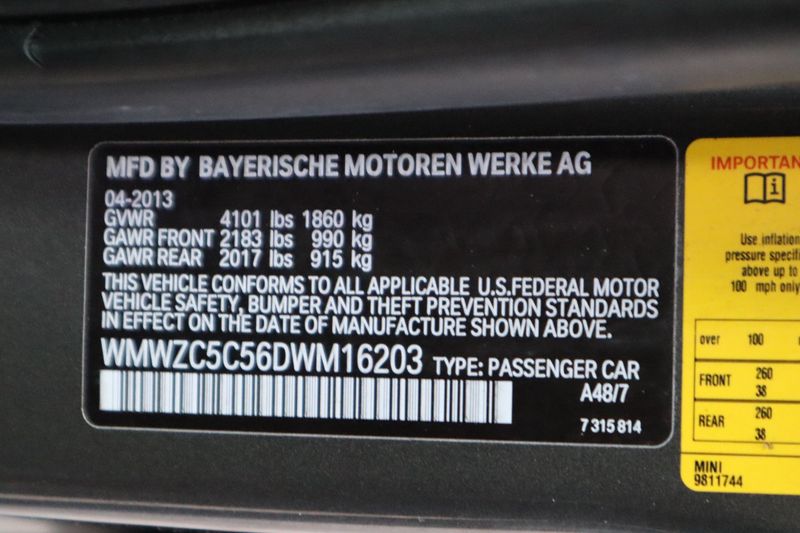 MFD BY BAYERISCHE MOTOREN WERKE AG
04-2013
GVWR 4101 lbs 1860 kg
GAWR FRONT 2183 lbs 990 kg
GAWR REAR 2017 lbs 915 kg
THIS VEHICLE CONFORMS TO ALL APPLICABLE U.S.FEDERAL MOTOR
VEHICLE SAFETY, BUMPER AND THEFT PREVENTION STANDARDS
IN EFFECT ON THE DATE OF MANUFACTURE SHOWN ABOVE.
WMWZC5C56DWM16203 TYPE: PASSENGER CAR
A48/7
7 315 814
IMPORTAN
i
Use inflation
pressure specifi
above up to
100 mph only
over 100
FRONT 260
38
REAR 260
38
MINI
9811744